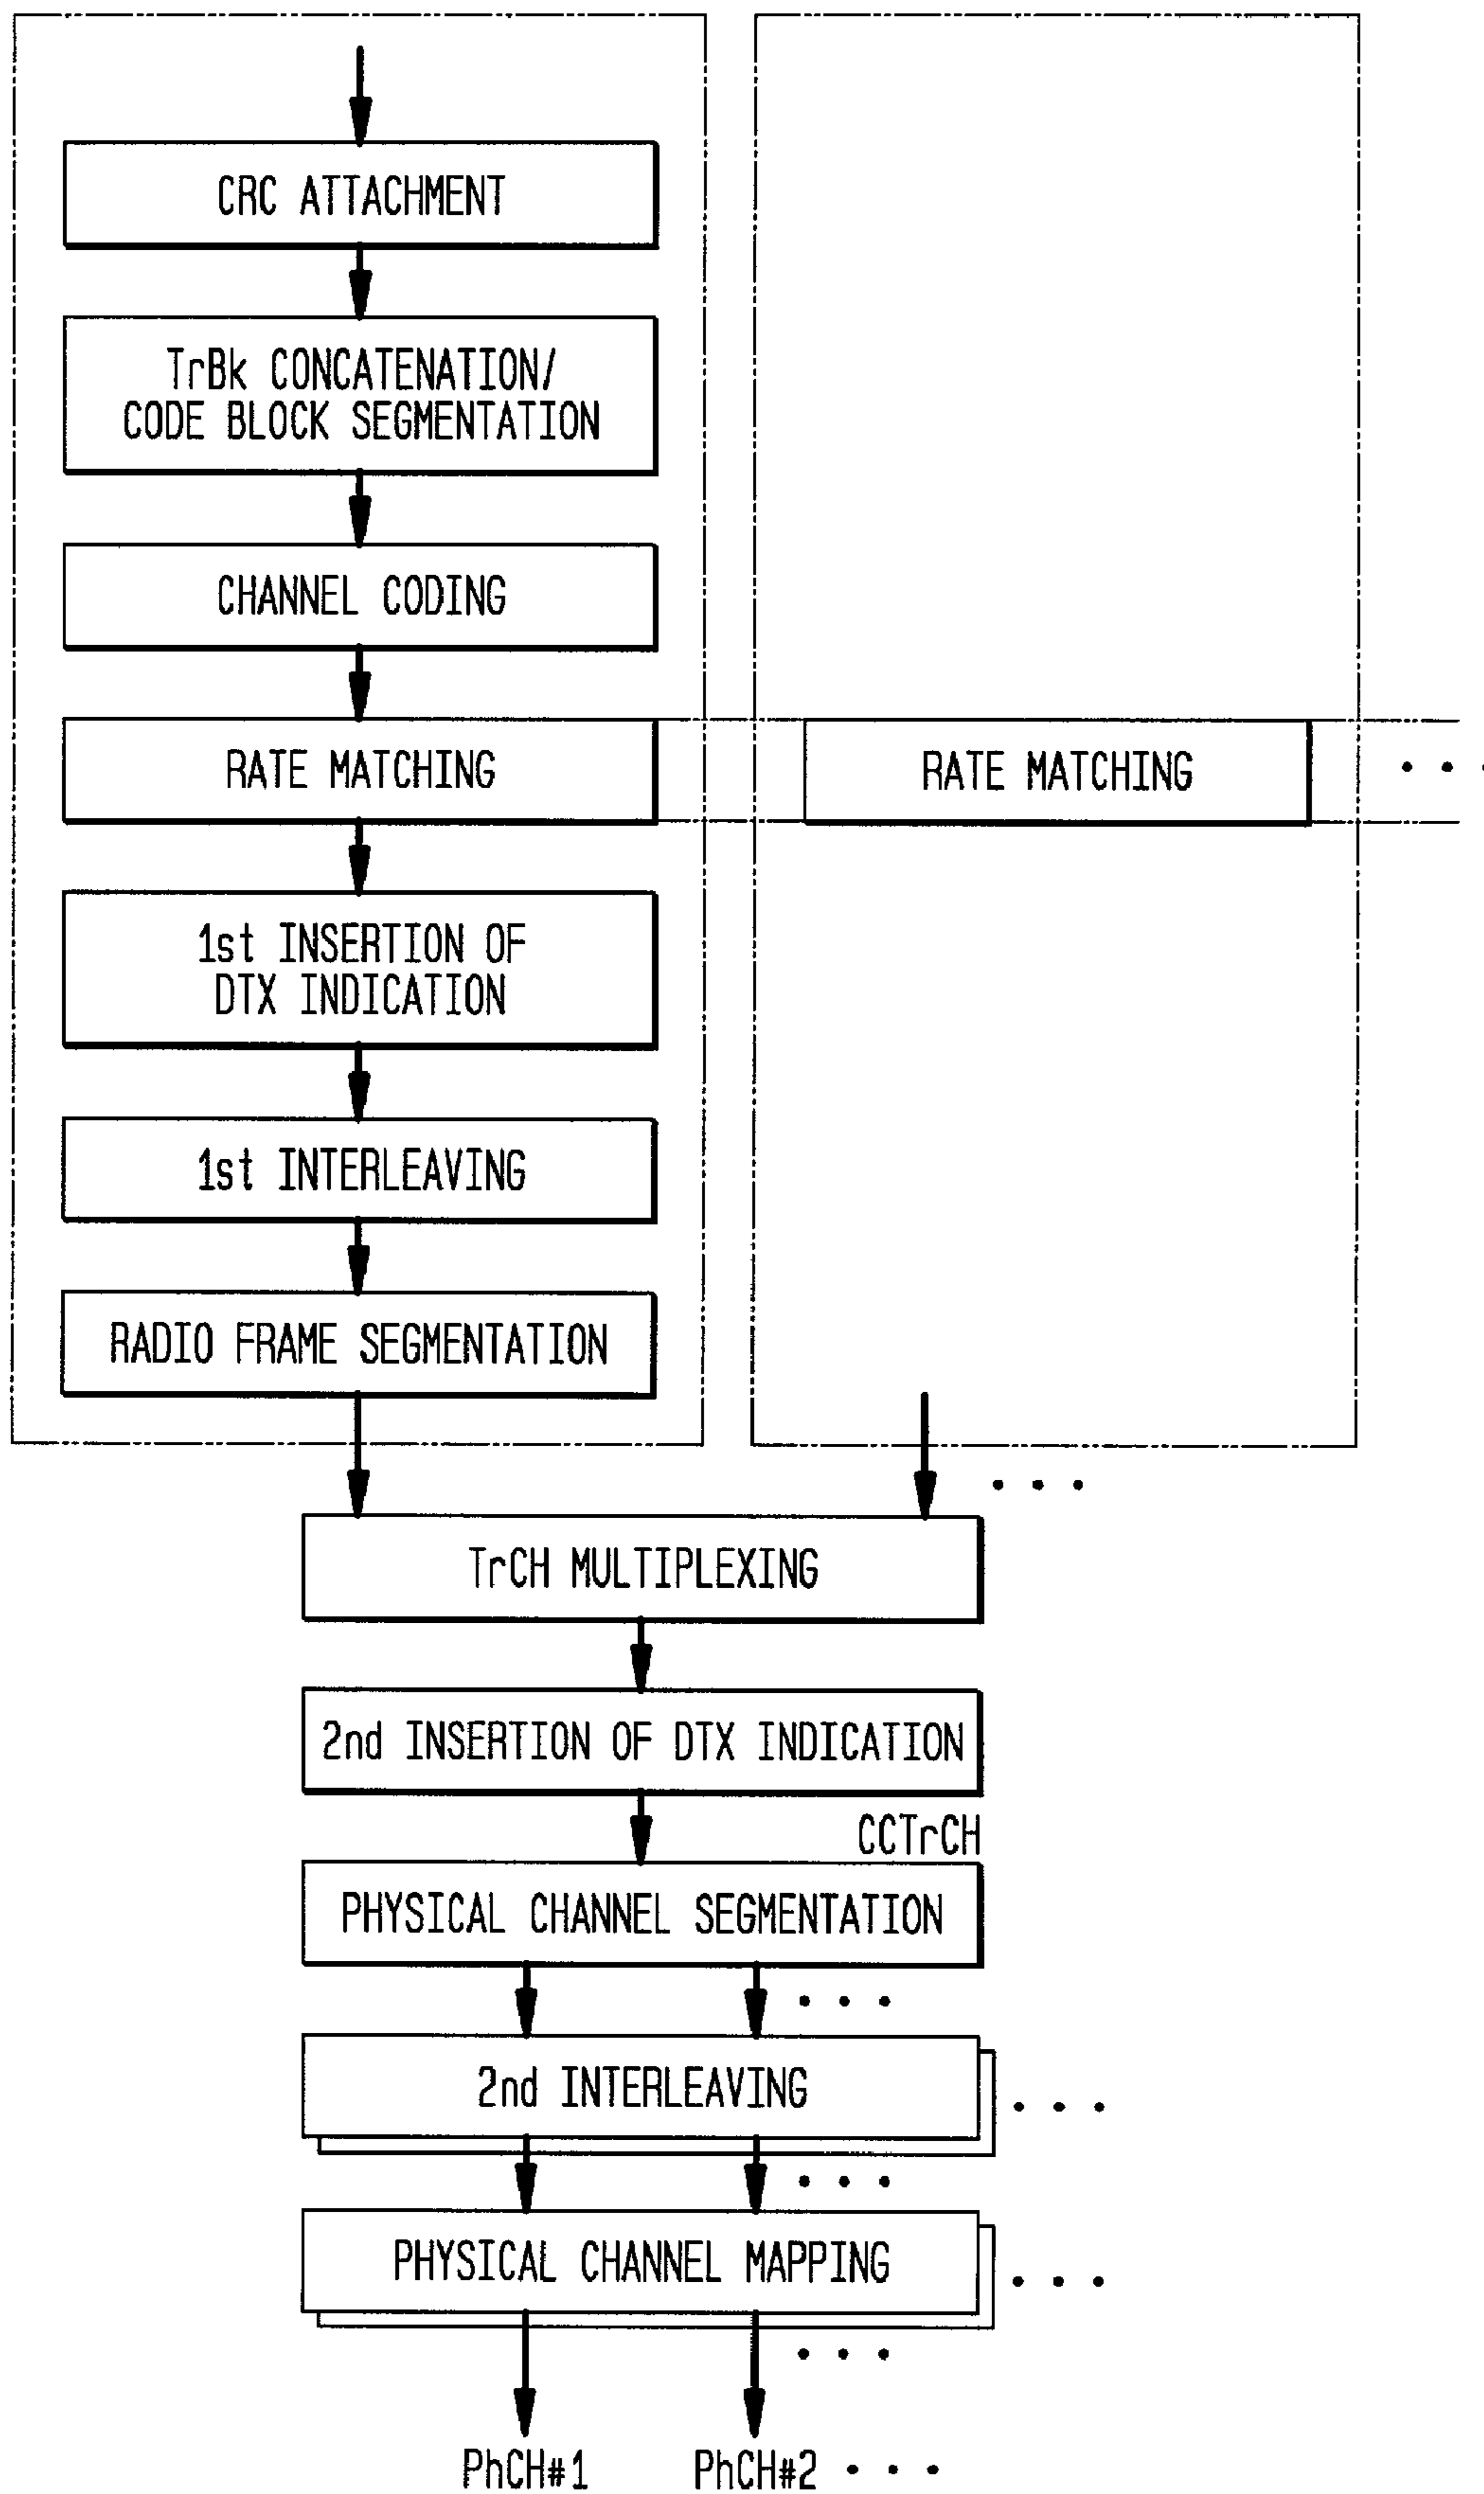 CRC ATTACHMENT
TrBk CONCATENATION/
CODE BLOCK SEGMENTATION
CHANNEL CODING
RATE MATCHING
RATE MATCHING
• • •
1st INSERTION OF
DTX INDICATION
1st INTERLEAVING
RADIO FRAME SEGMENTATION
• • •
TrCH MULTIPLEXING
2nd INSERTION OF DTX INDICATION
CCTrCH
PHYSICAL CHANNEL SEGMENTATION
• • •
2nd INTERLEAVING
• • •
• • •
PHYSICAL CHANNEL MAPPING
• • •
• • •
PhCH#1
PhCH#2 • • •